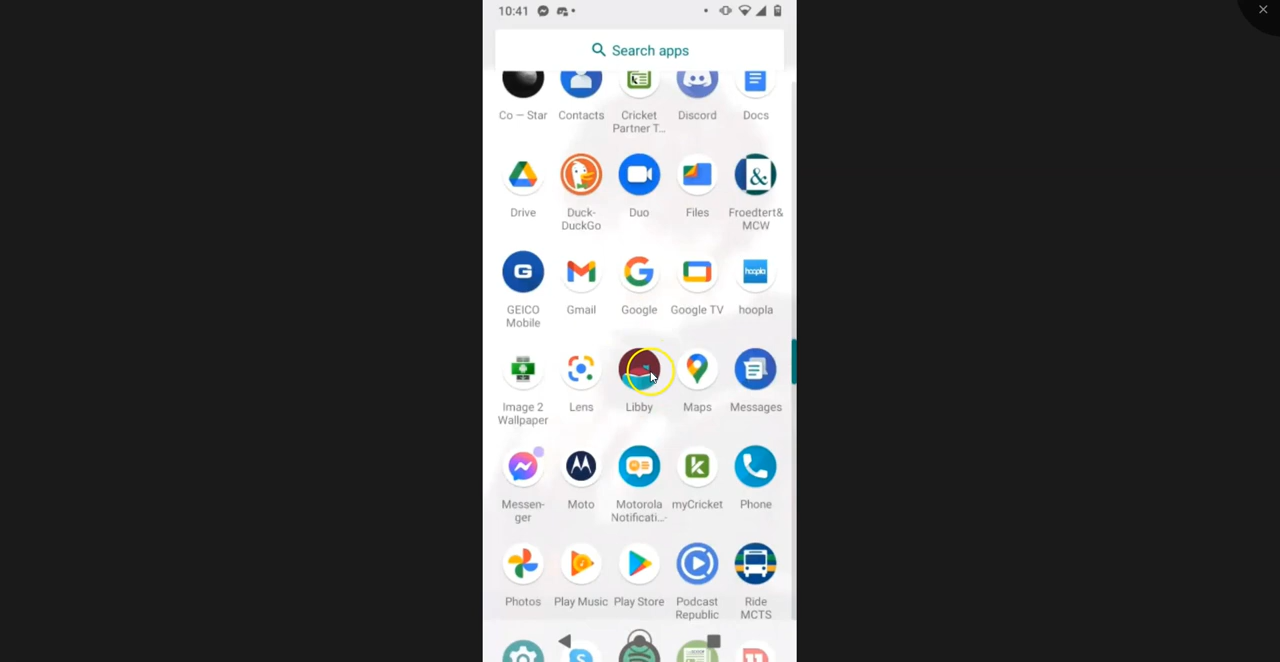 10:41
Search apps
Co — Star
Contacts
Cricket
Partner T...
Discord
Docs
Drive
Duck-
DuckGo
Duo
Files
Froedtert&
MCW
&
G
hoopla
GEICO
Mobile
Gmail
Google
Google TV
hoopla
Image 2
Wallpaper
Lens
Libby
Maps
Messages
Messen-
ger
Moto
Motorola
Notificati...
myCricket
Phone
Photos
Play Music
Play Store
Podcast
Republic
Ride
MCTS